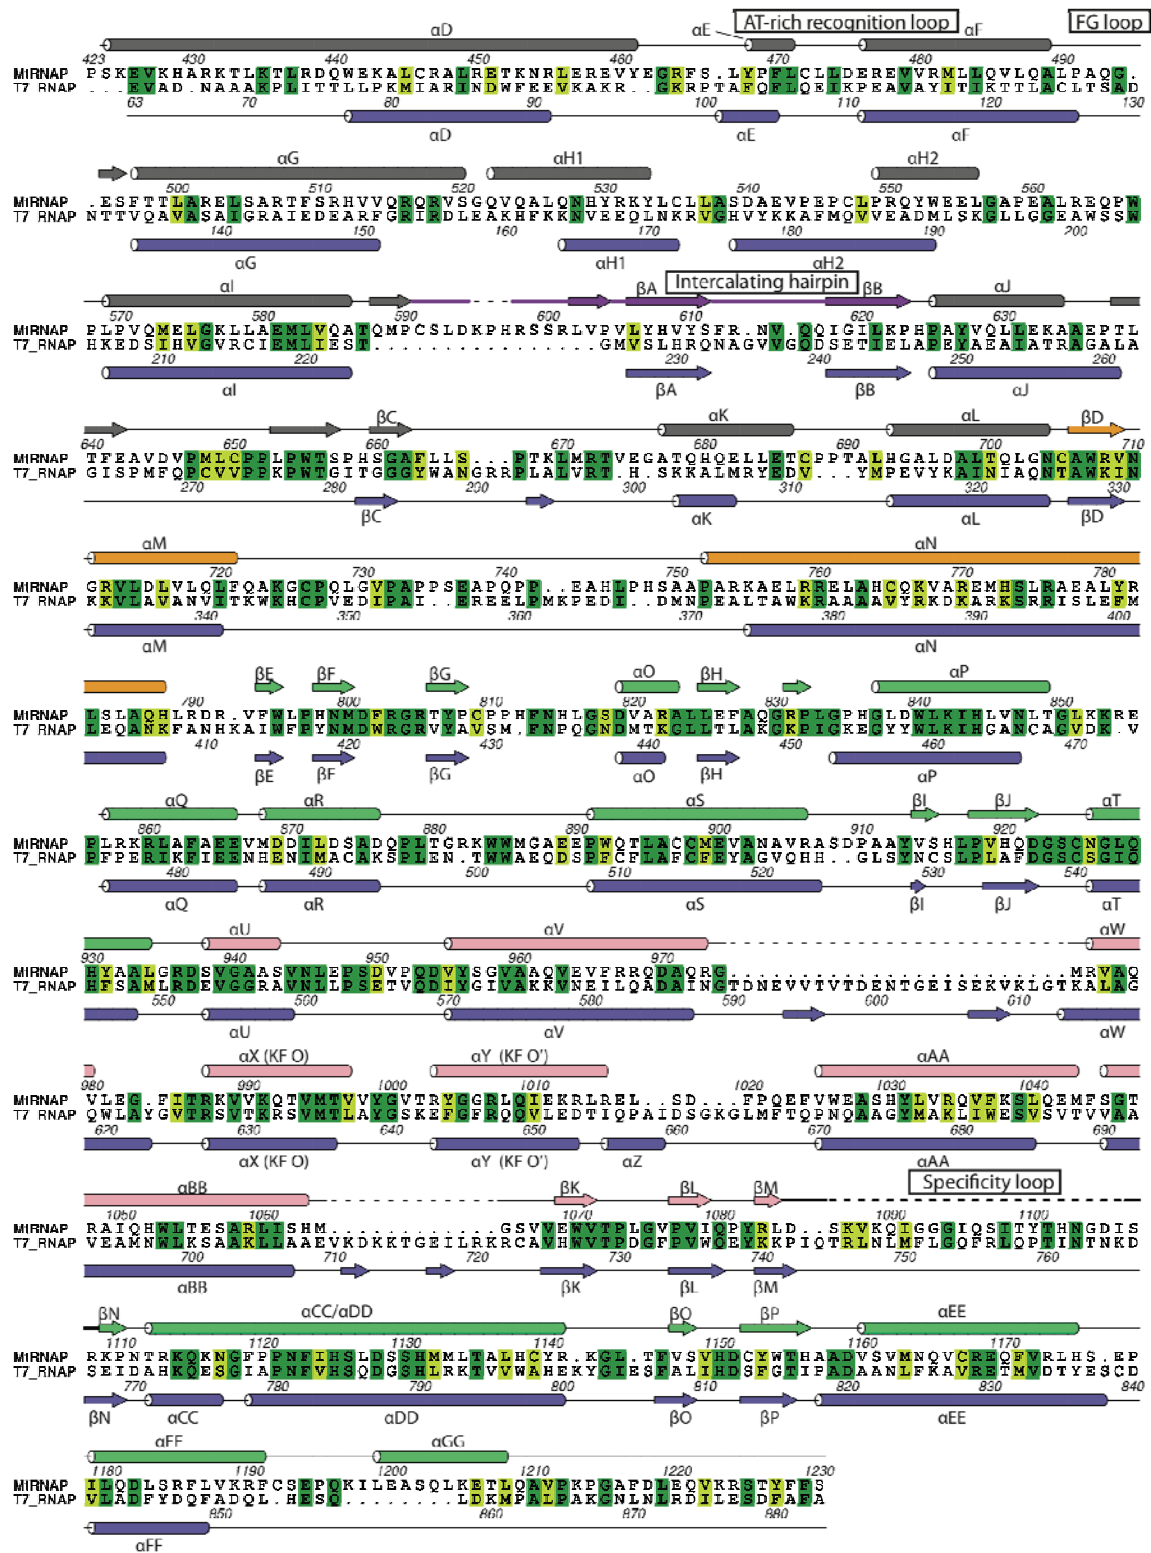 αD αE AT-rich recognition loop αF FG loop
423 430 440 450 460 470 480 490
MtRNAP PSKEVKHARKTLKTLRDQWEKALCRALRETKNRLEREVYEGRFS.LYPFLCLLDEREVVRMLLQVLQALPAQG.
T7_RNAP ...EVAD.NAAAKPLITTLLPKMIARINDWFEEVKAKR..GKRPTAFQFLQEIKPEAVAYITIKTTLACLTSAD
63 70 80 90 100 110 120 130
αD αE αF
αG αH1 αH2
500 510 520 530 540 550 560
MtRNAP .ESFTTLARELSARTFSRHVVQRQRVSGQVQALQNHYRKYLCLLASDAEVPEPCLPRQYWEELGAPEALREQPW
T7_RNAP NTTVQAVASAIGRAIEDEARFGRIRDLEAKHFKKNVEEQLNKRVGHVYKKAFMQVVEADMLSKGLLGGEAWSSW
140 150 160 170 180 190 200
αG αH1 αH2
αI βA Intercalating hairpin βB αJ
570 580 590 600 610 620 630
MtRNAP PLPVQMELGKLLAEMLVQATQMPCSLDKPHRSSRLVPVLYHVYSFR.NV.QQIGILKPHPAYVQLLEKAAEPTL
T7_RNAP HKEDSIHVGVRCIEMLIEST................GMVSLHRQNAGVVGQDSETIELAPEYAEAIATRAGALA
210 220 230 240 250 260
αI βA βB αJ
βC αK αL βD
640 650 660 670 680 690 700 710
MtRNAP TFEAVDVPMLCPPLPWTSPHSGAFLLS...PTKLMRTVEGATQHQELLETCPPTALHGALDALTQLGNCAWRVN
T7_RNAP GISPMFQPCVVPPKPWTGITGGGYWANGRRPLALVRT.HSKKALMRYEDV...YMPEVYKAINIAQNTAWKIN
270 280 290 300 310 320 330
βC αK αL βD
αM αN
720 730 740 750 760 770 780
MtRNAP GRVLDLVLQLFQAKGCPQLGVPAPPSEAPQPP..EAHLPHSAAPARKAELRRELAHCQKVAREMHSLRAEALYR
T7_RNAP KKVLAVANVITKWKHCPVEDIPAI..EREELPMKPEDI..DMNPEALTAWKRAAAAVYRKDKARKSRRISLEFM
340 350 360 370 380 390 400
αM αN
βE βF βG αO βH αP
790 800 810 820 830 840 850
MtRNAP LSLAQHLRDR.VFWLPHNMDFRGRTYPCPPHFNHLGSDVARALLEFAQGRPLGPHGLDWLKIHLVNLTGLKKRE
T7_RNAP LEQANKFANHKAIWFPYNMDWRGRVYAVSM.FNPQGNDMTKGLLTLAKGKPIGKEGYYWLKIHGANCAGVDK.V
410 420 430 440 450 460 470
βE βF βG αO βH αP
αQ αR αS βI βJ αT
860 870 880 890 900 910 920
MtRNAP PLRKRLAFAEEVMDDILDSADQPLTGRKWWMGAEEPWQTLACCMEVANAVRASDPAAYVSHLPVHQDGSCNGLQ
T7_RNAP PFPERIKFIEENHENIMACAKSPLEN.TWWAEQDSPFCFLAFCFEYAGVQHH..GLSYNCSLPLAFDGSCSGIQ
480 490 500 510 520 530 540
αQ αR αS βI βJ αT
αU αV αW
930 940 950 960 970
MtRNAP HYAALGRDSVGAASVNLEPSDVPQDVYSGVAAQVEVFRRQDAQRG........................MRVAQ
T7_RNAP HFSAMLRDEVGGRAVNLLPSETVQDIYGIVAKKVNEILQADAINGTDNEVVTVTDENTGEISEKVKLGTKALAG
550 560 570 580 590 600 610
αU αV αW
αX (KF O) αY (KF O') αAA
980 990 1000 1010 1020 1030 1040
MtRNAP VLEG.FITRKVVKQTVMTVVYGVTRYGGRLQIEKRLREL..SD...FPQEFVWEASHYLVRQVFKSLQEMFSGT
T7_RNAP QWLAYGVTRSVTKRSVMTLAYGSKEFGFRQQVLEDTIQPAIDSGKGLMFTQPNQAAGYMAKLIWESVSVTVVAA
620 630 640 650 660 670 680 690
αX (KF O) αY (KF O') αZ αAA
αBB βK βL βM Specificity loop
1050 1060 1070 1080 1090 1100
MtRNAP RAIQHWLTESARLISHM.............GSVVEWVTPLGVPVIQPYRLD..SKVKQIGGGIQSITYTHNGDIS
T7_RNAP VEAMNWLKSAAKLLAAEVKDKKTGEILRKRCAVHWVTPDGFPVWQEYKKPIQTRLNLMFLGQFRLQPTINTNKD
700 710 720 730 740 750 760
αBB βK βL βM
βN αCC/αDD βO βP αEE
1110 1120 1130 1140 1150 1160 1170
MtRNAP RKPNTRKQKNGFPPNFIHSLDSSHMMLTALHCYR.KGL.TFVSVHDCYWTHAADVSVMNQVCREQFVRLHS.EP
T7_RNAP SEIDAHKQESGIAPNFVHSQDGSHLRKTVVWAHEKYGIESFALIHDSFGTIPADAANLFKAVRETMVDTYESCD
770 780 790 800 810 820 830 840
βN αCC αDD βO βP αEE
αFF αGG
1180 1190 1200 1210 1220 1230
MtRNAP ILQDLSRFLVKRFCSEPQKILEASQLKETLQAVPKPGAFDLEQVKRSTYFFS
T7_RNAP VLADFYDQFADQL.HESQ........LDKMPALPAKGNLNLRDILESDFAFA
850 860 870 880
αFF